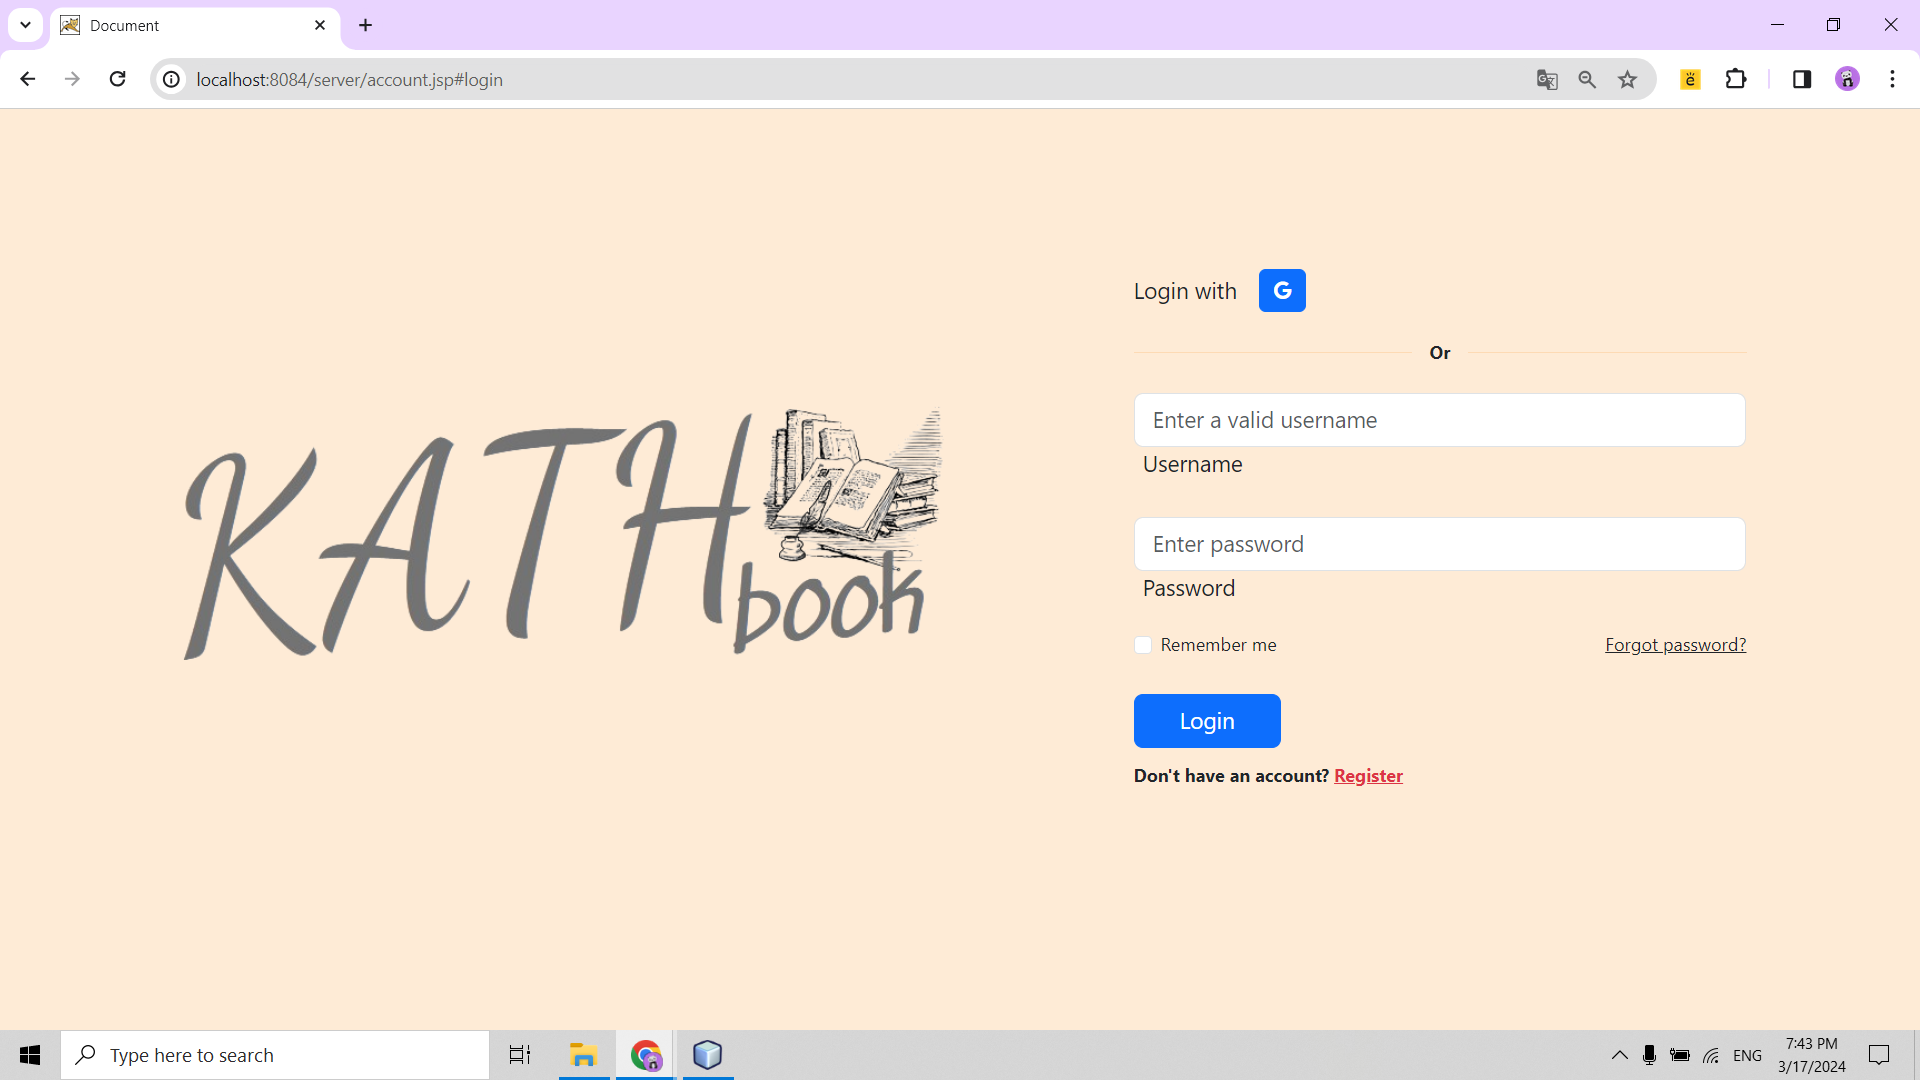 Document
localhost:8084/server/account.jsp#login
Login with G
Or
Enter a valid username
Username
KATH
book
Enter password
Password
Remember me
Forgot password?
Login
Don't have an account? Register
Type here to search
ENG
7:43 PM
3/17/2024